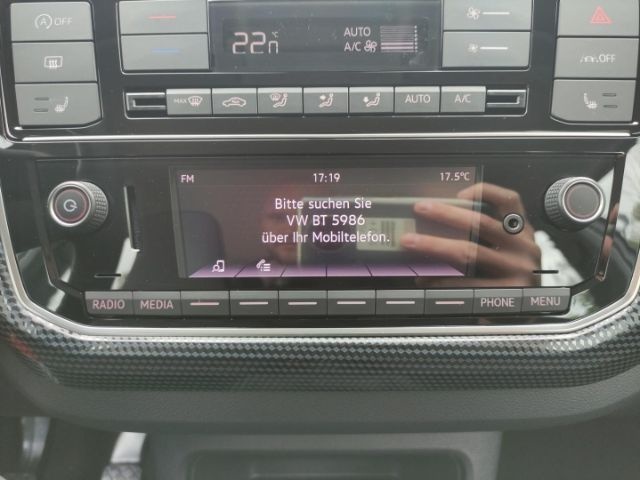 OFF
22
°C
AUTO
A/C
OFF
MAX
AUTO
A/C
FM
17:19
17.5°C
Bitte suchen Sie
VW BT 5986
über Ihr Mobiltelefon.
RADIO
MEDIA
PHONE
MENU